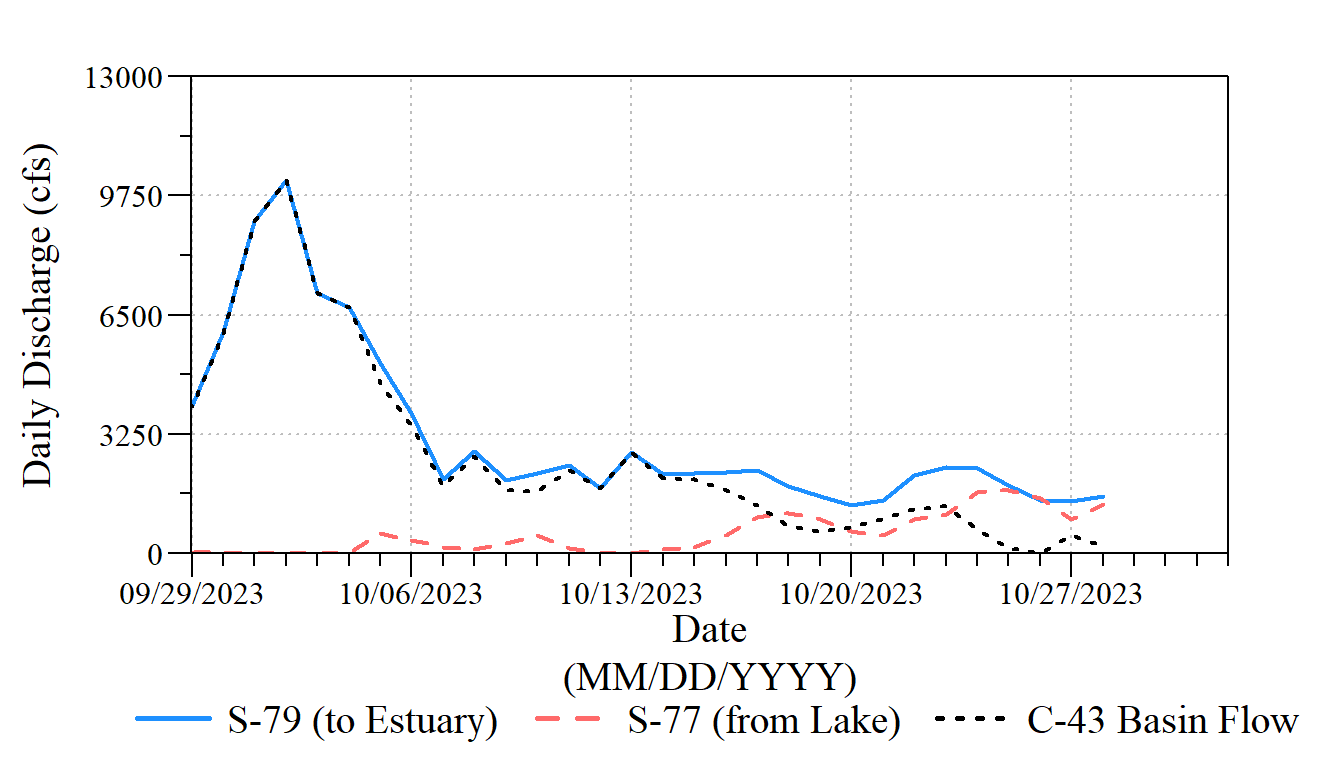 13000
9750
6500
3250
0
Daily Discharge (cfs)
09/29/2023 10/06/2023 10/13/2023 10/20/2023 10/27/2023
Date
(MM/DD/YYYY)
S-79 (to Estuary) S-77 (from Lake) C-43 Basin Flow